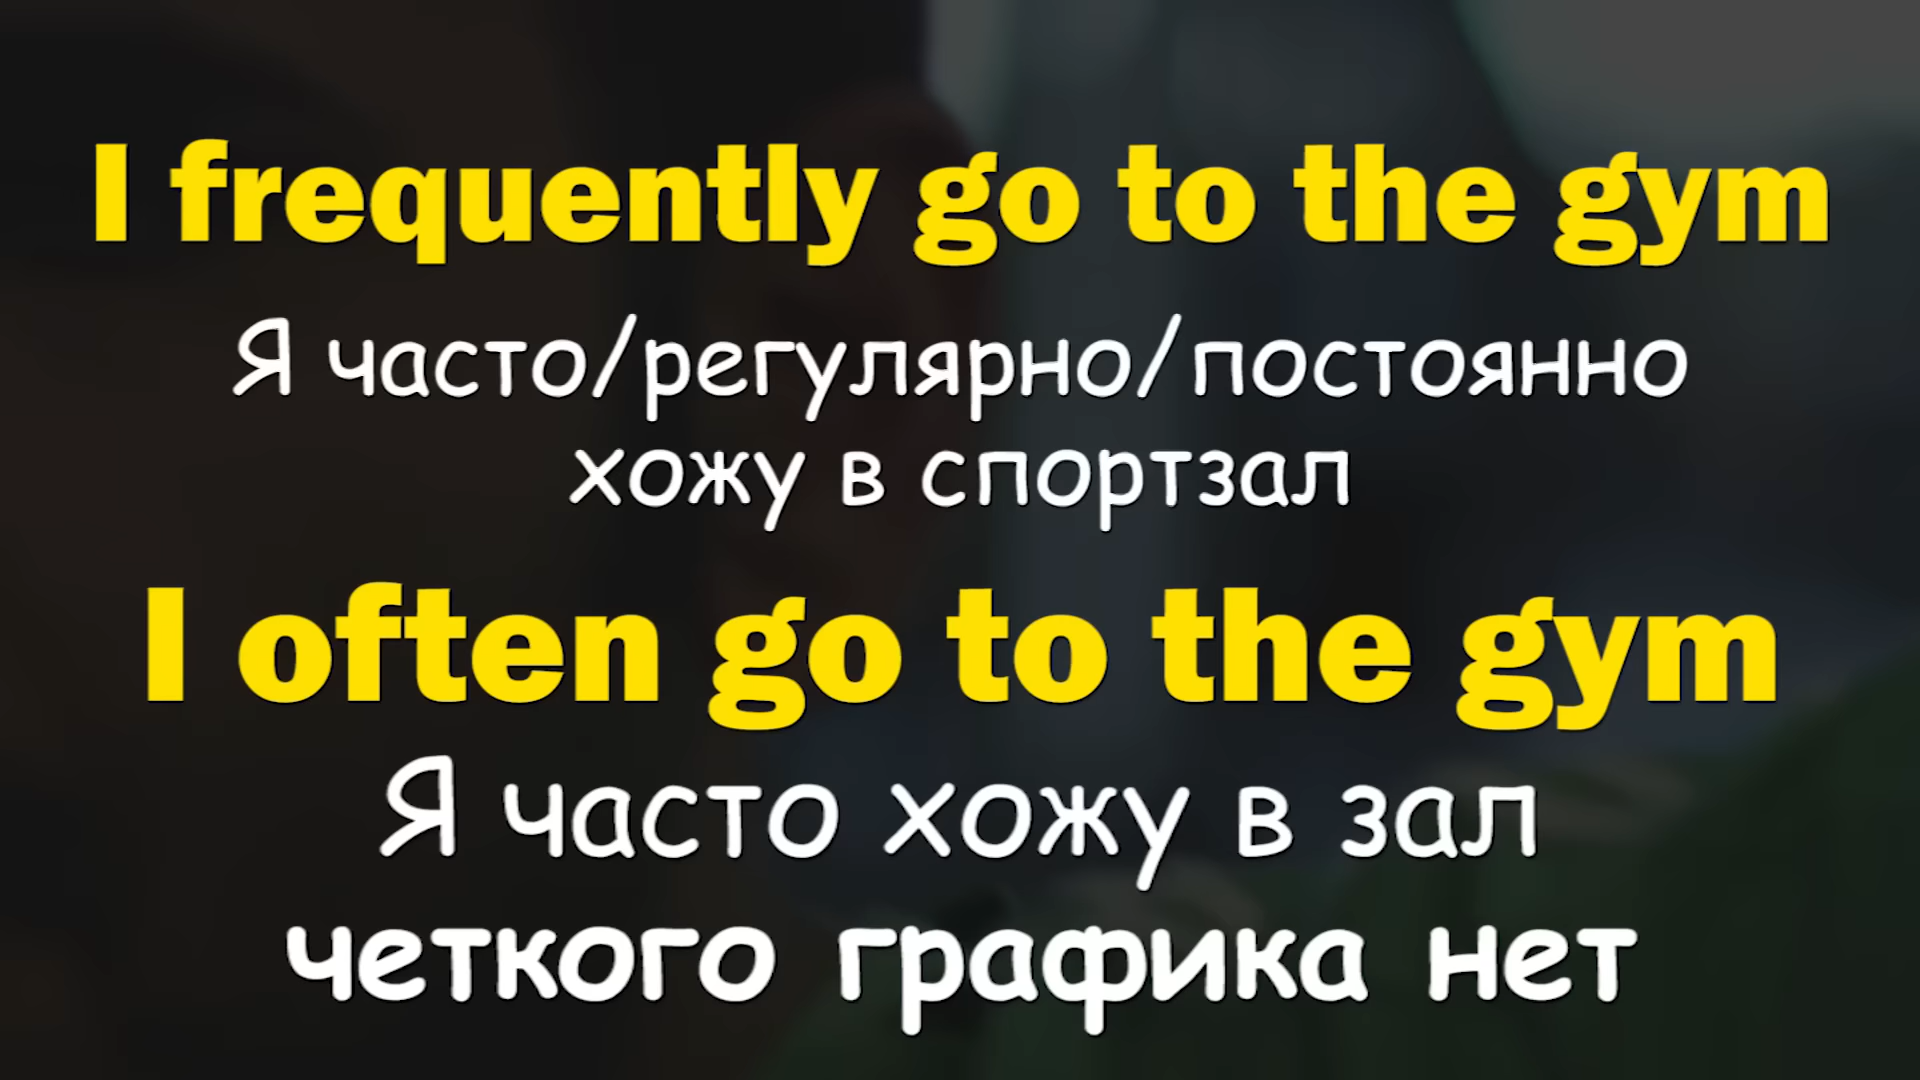 I frequently go to the gym
Я часто/регулярно/постоянно
хожу в спортзал
I often go to the gym
Я часто хожу в зал
четкого графика нет